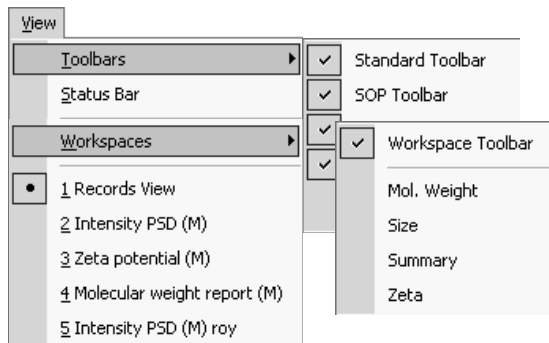 View
Toolbars
Status Bar
Workspaces
1 Records View
2 Intensity PSD (M)
3 Zeta potential (M)
4 Molecular weight report (M)
5 Intensity PSD (M) roy
Standard Toolbar
SOP Toolbar
Workspace Toolbar
Mol. Weight
Size
Summary
Zeta